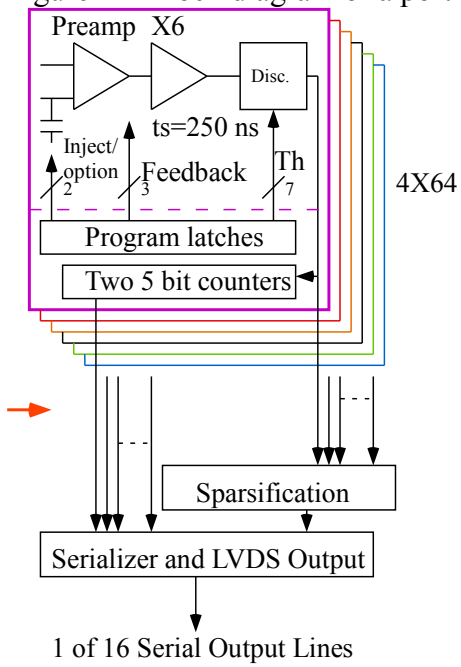 Preamp X6
Disc.
ts=250 ns
Inject/
option
Feedback
Th
2
3
7
4X64
Program latches
Two 5 bit counters
Sparsification
Serializer and LVDS Output
1 of 16 Serial Output Lines